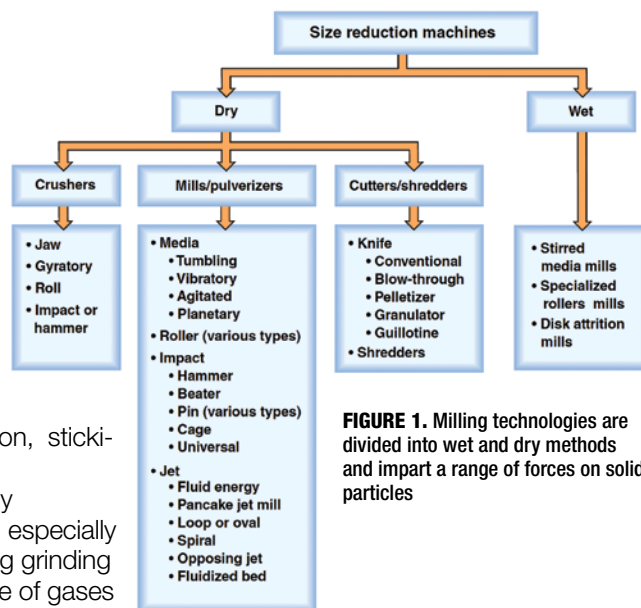 Size reduction machines
Dry
Wet
Crushers
Mills/pulverizers
Cutters/shredders
• Jaw
• Gyratory
• Roll
• Impact or
hammer
• Media
• Tumbling
• Vibratory
• Agitated
• Planetary
• Roller (various types)
• Impact
• Hammer
• Beater
• Pin (various types)
• Cage
• Universal
• Jet
• Fluid energy
• Pancake jet mill
• Loop or oval
• Spiral
• Opposing jet
• Fluidized bed
• Knife
• Conventional
• Blow-through
• Pelletizer
• Granulator
• Guillotine
• Shredders
• Stirred
media mills
• Specialized
rollers mills
• Disk attrition
mills
FIGURE 1. Milling technologies are
divided into wet and dry methods
and impart a range of forces on solid
particles
on, sticki-
y
especially
g grinding
e of gases